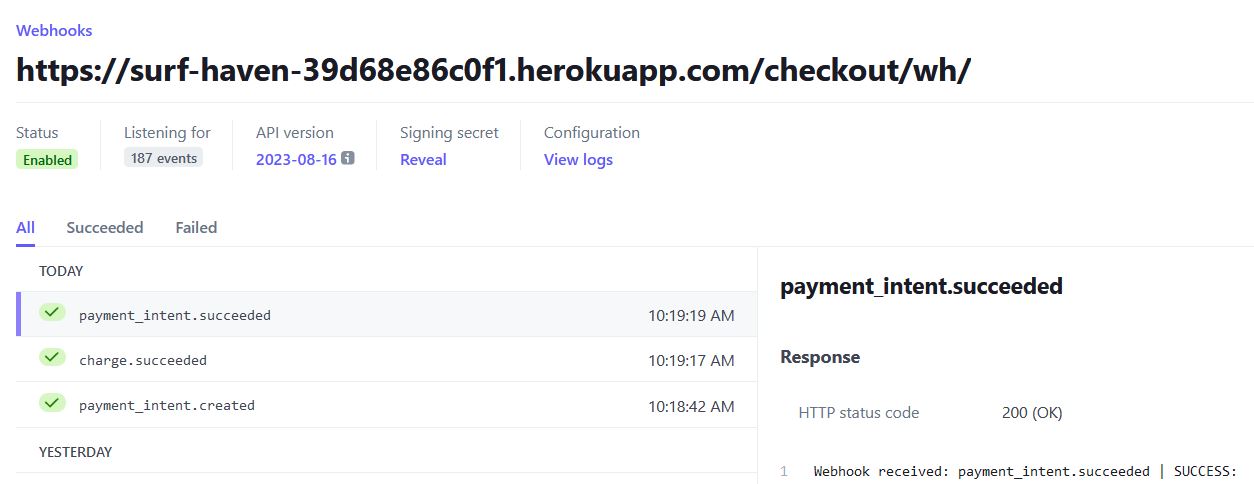 Webhooks
https://surf-haven-39d68e86c0f1.herokuapp.com/checkout/wh/
Status Listening for API version Signing secret Configuration
Enabled 187 events 2023-08-16 i Reveal View logs
All Succeeded Failed
TODAY
payment_intent.succeeded 10:19:19 AM
charge.succeeded 10:19:17 AM
payment_intent.created 10:18:42 AM
YESTERDAY
payment_intent.succeeded
Response
HTTP status code 200 (OK)
1 Webhook received: payment_intent.succeeded | SUCCESS: